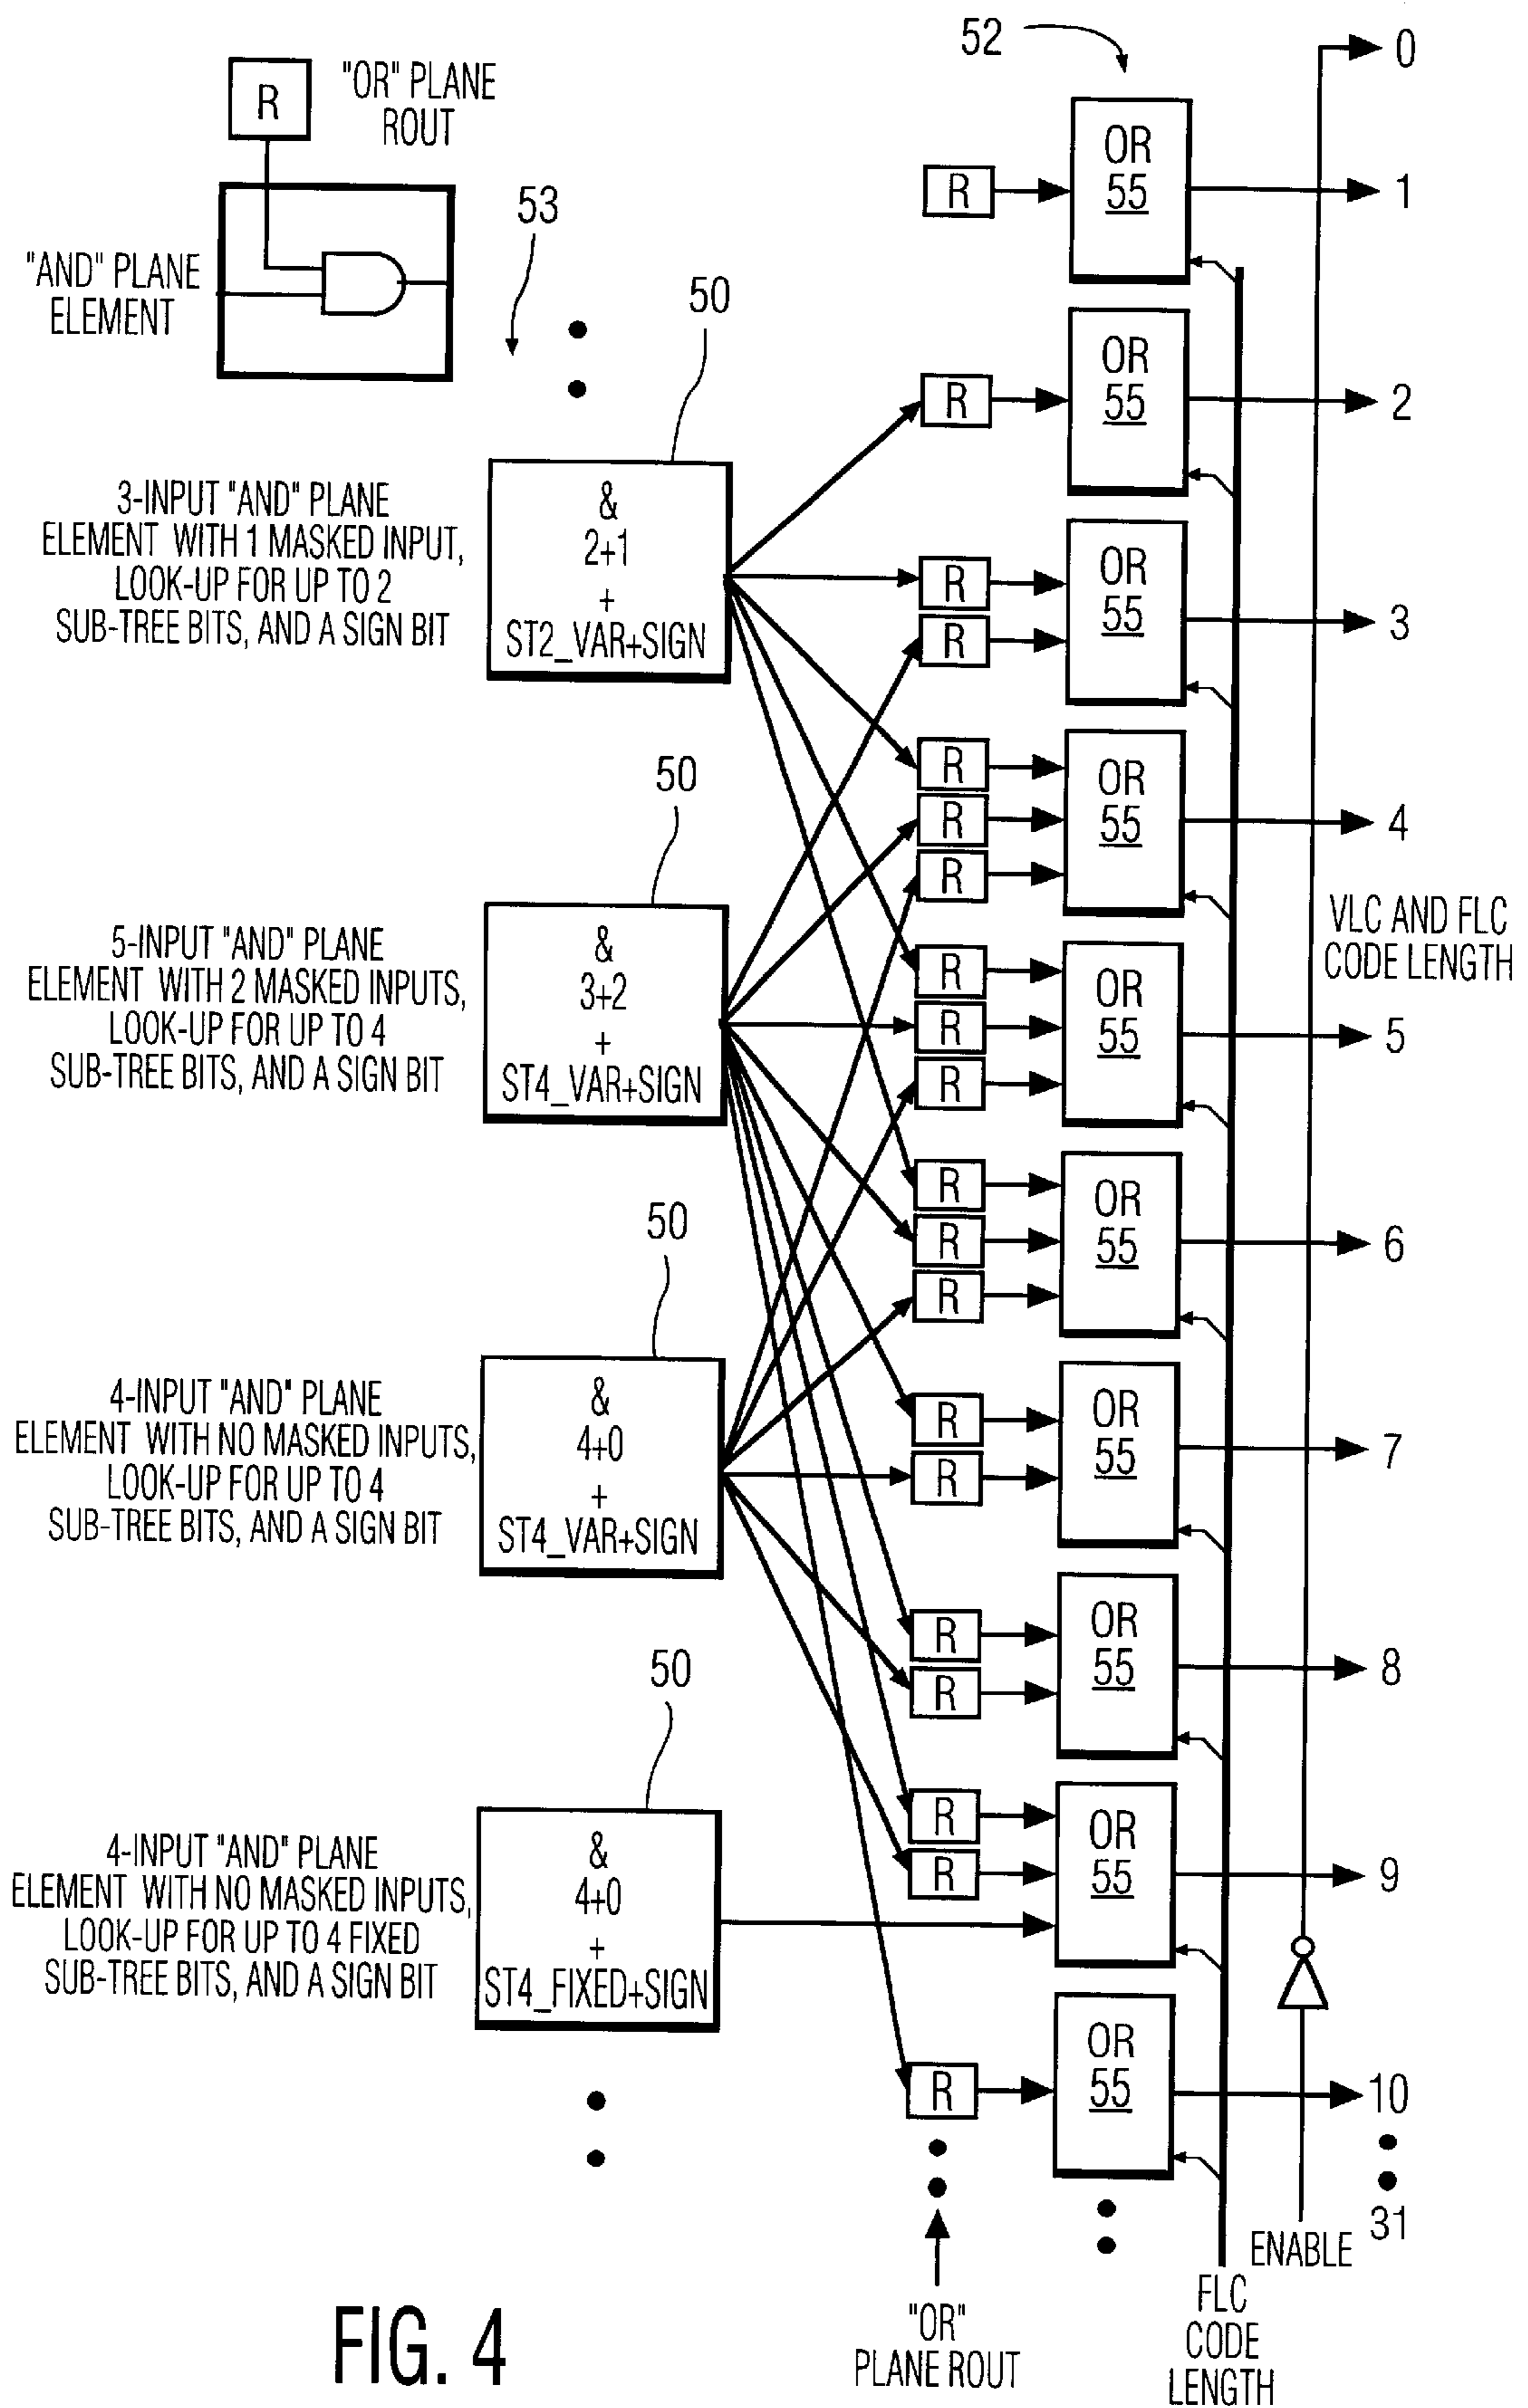 52
0
R
"OR" PLANE
ROUT
OR
55
R
1
53
"AND" PLANE
ELEMENT
50
OR
55
R
2
3-INPUT "AND" PLANE
ELEMENT WITH 1 MASKED INPUT,
LOOK-UP FOR UP TO 2
SUB-TREE BITS, AND A SIGN BIT
&
2+1
+
ST2_VAR+SIGN
R
R
OR
55
3
50
R
R
R
OR
55
4
VLC AND FLC
CODE LENGTH
5-INPUT "AND" PLANE
ELEMENT WITH 2 MASKED INPUTS,
LOOK-UP FOR UP TO 4
SUB-TREE BITS, AND A SIGN BIT
&
3+2
+
ST4_VAR+SIGN
R
R
R
OR
55
5
50
R
R
R
OR
55
6
4-INPUT "AND" PLANE
ELEMENT WITH NO MASKED INPUTS,
LOOK-UP FOR UP TO 4
SUB-TREE BITS, AND A SIGN BIT
&
4+0
+
ST4_VAR+SIGN
R
R
OR
55
7
50
R
R
OR
55
8
4-INPUT "AND" PLANE
ELEMENT WITH NO MASKED INPUTS,
LOOK-UP FOR UP TO 4 FIXED
SUB-TREE BITS, AND A SIGN BIT
&
4+0
+
ST4_FIXED+SIGN
R
R
OR
55
9
R
OR
55
10
31
ENABLE
FLC
CODE
LENGTH
"OR"
PLANE ROUT
FIG. 4